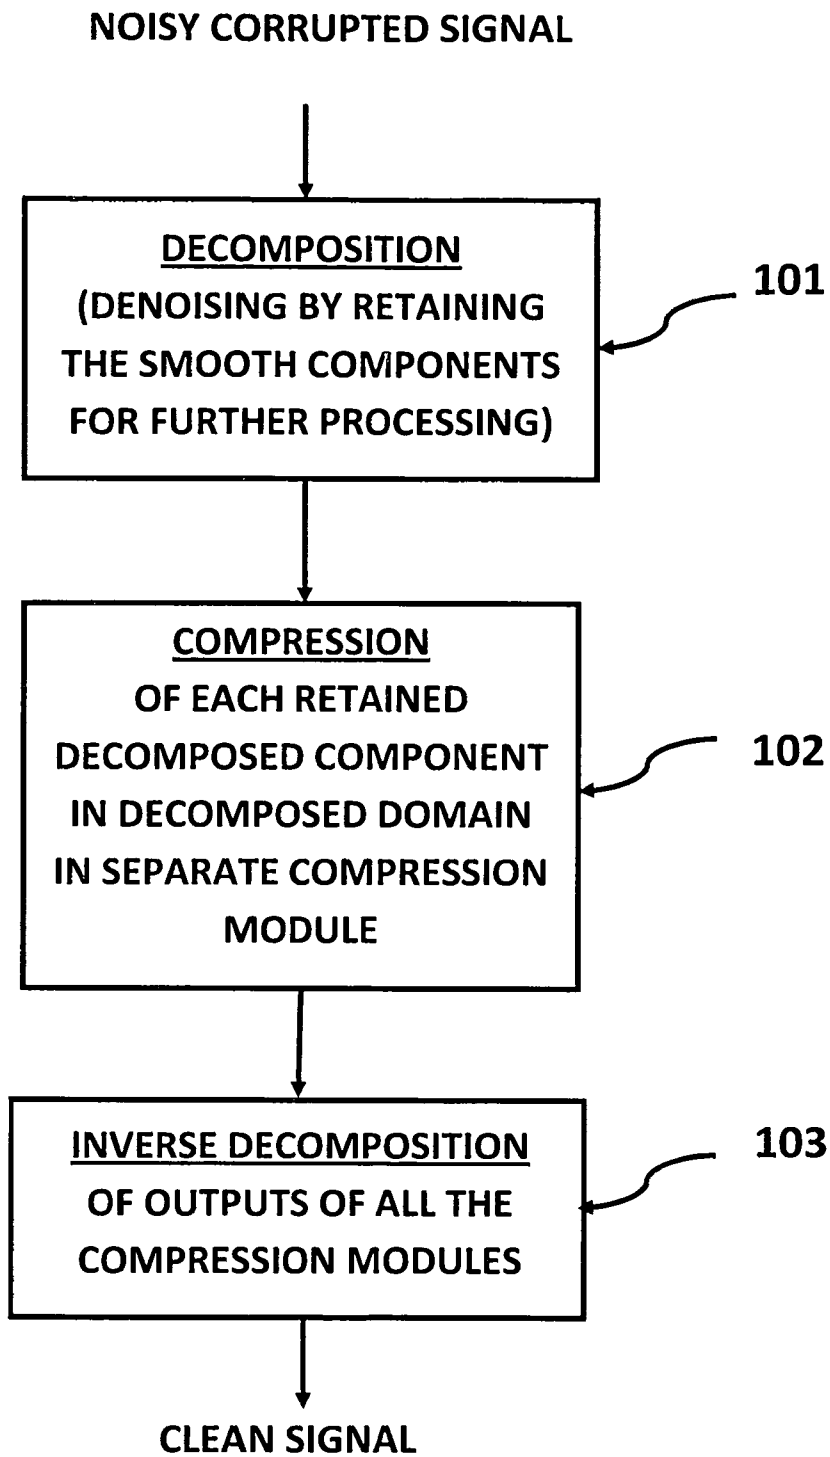 NOISY CORRUPTED SIGNAL
DECOMPOSITION
(DENOISING BY RETAINING
THE SMOOTH COMPONENTS
FOR FURTHER PROCESSING)
101
COMPRESSION
OF EACH RETAINED
DECOMPOSED COMPONENT
IN DECOMPOSED DOMAIN
IN SEPARATE COMPRESSION
MODULE
102
INVERSE DECOMPOSITION
OF OUTPUTS OF ALL THE
COMPRESSION MODULES
103
CLEAN SIGNAL